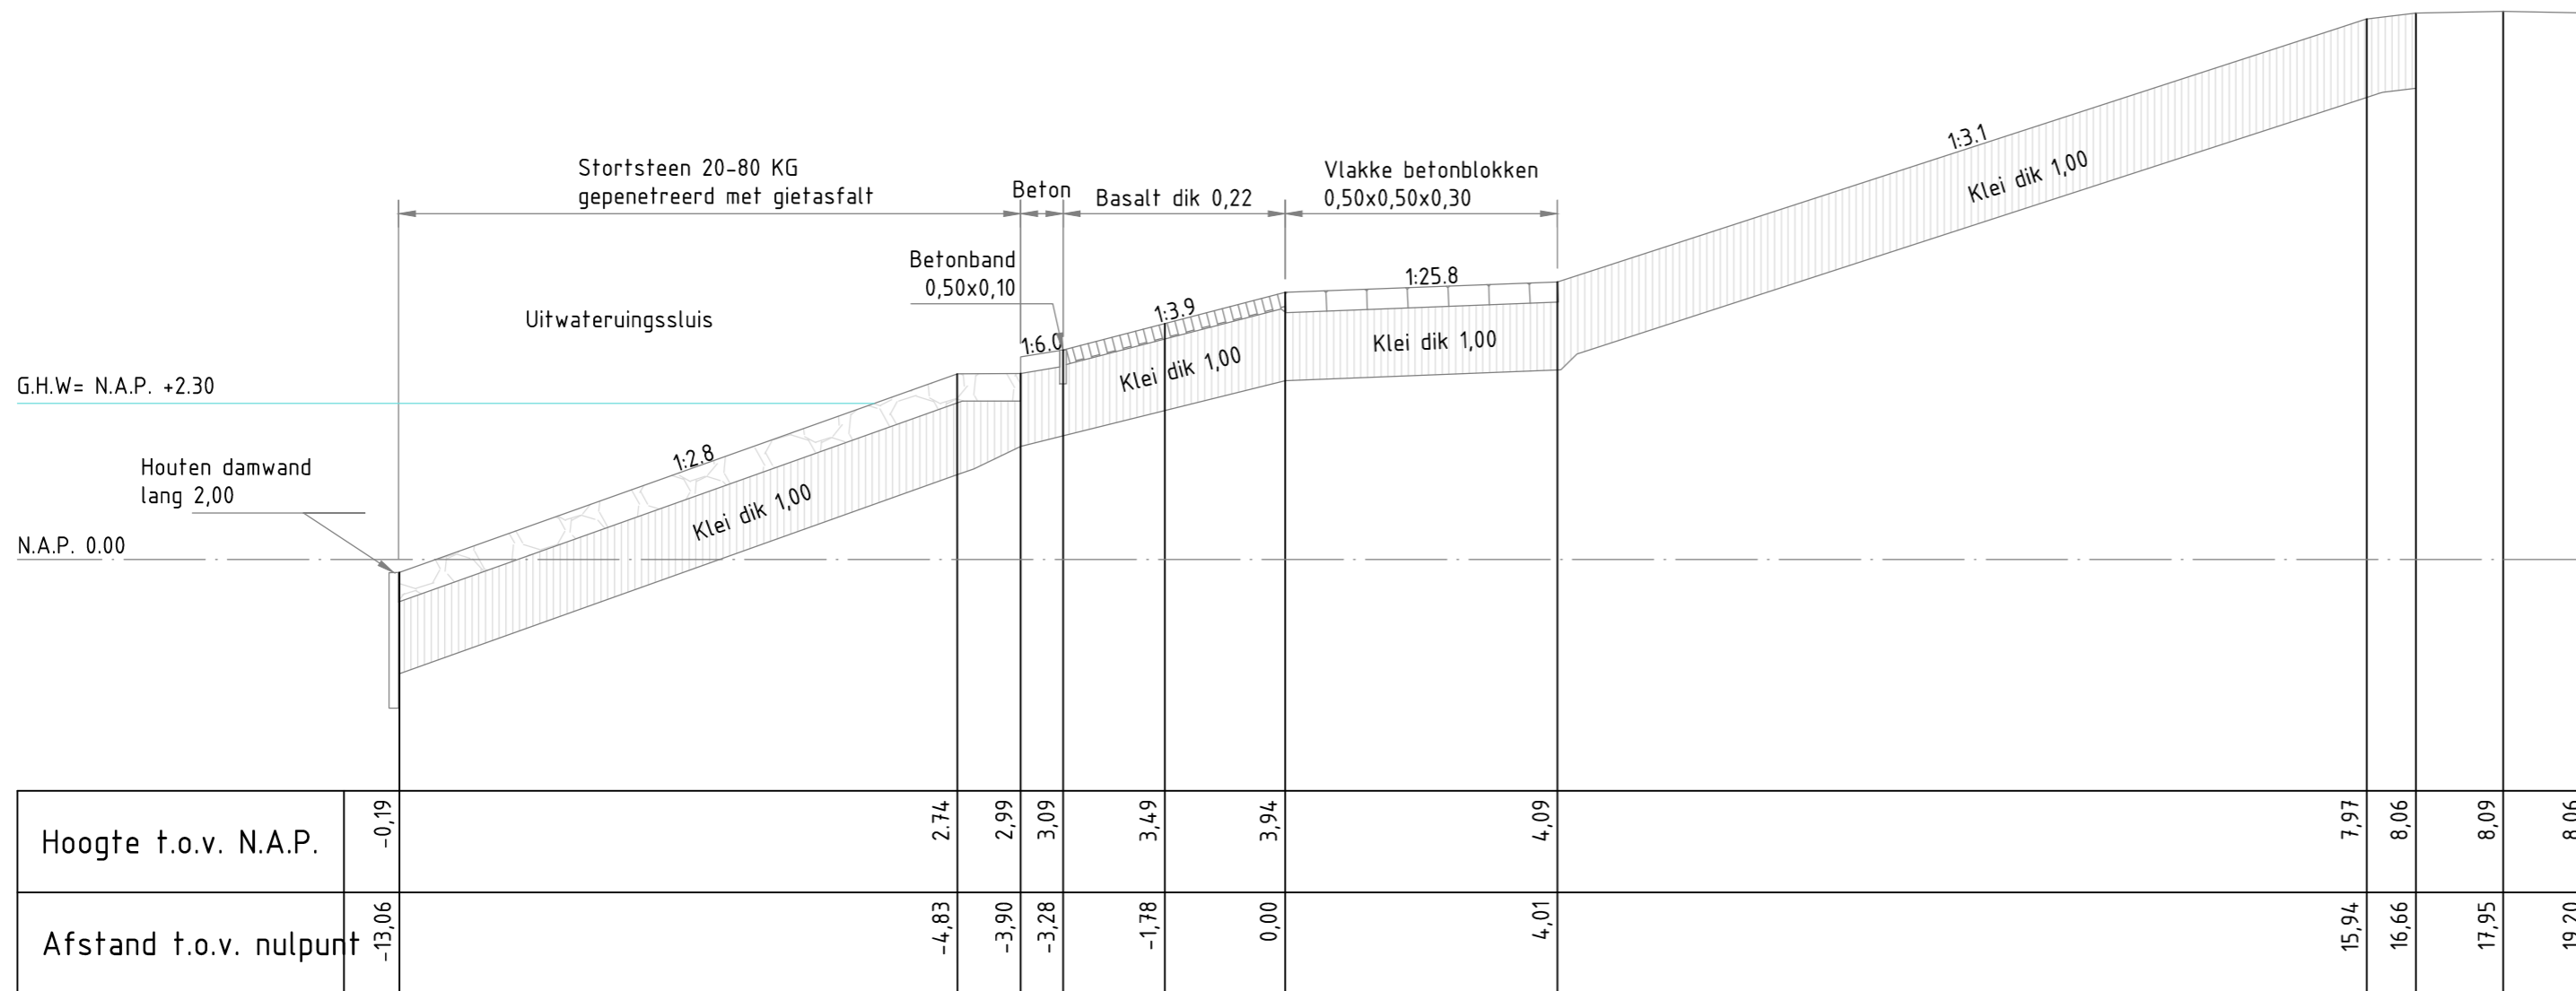 1:3.1
Klei dik 1,00
Stortsteen 20-80 KG
gepenetreerd met gietasfalt
Beton
Basalt dik 0,22
Vlakke betonblokken
0,50x0,50x0,30
Betonband
0,50x0,10
1:25.8
Uitwateruingssluis
1:3.9
1:6.0
Klei dik 1,00
Klei dik 1,00
G.H.W= N.A.P. +2.30
1:2.8
Houten damwand
lang 2,00
Klei dik 1,00
N.A.P. 0.00
Hoogte t.o.v. N.A.P. -0,19 2.74 2,99 3,09 3,49 3,94 4,09 7,97 8,06 8,09 8,06
Afstand t.o.v. nulpunt -13,06 -4,83 -3,90 -3,28 -1,78 0,00 4,01 15,94 16,66 17,95 19,20